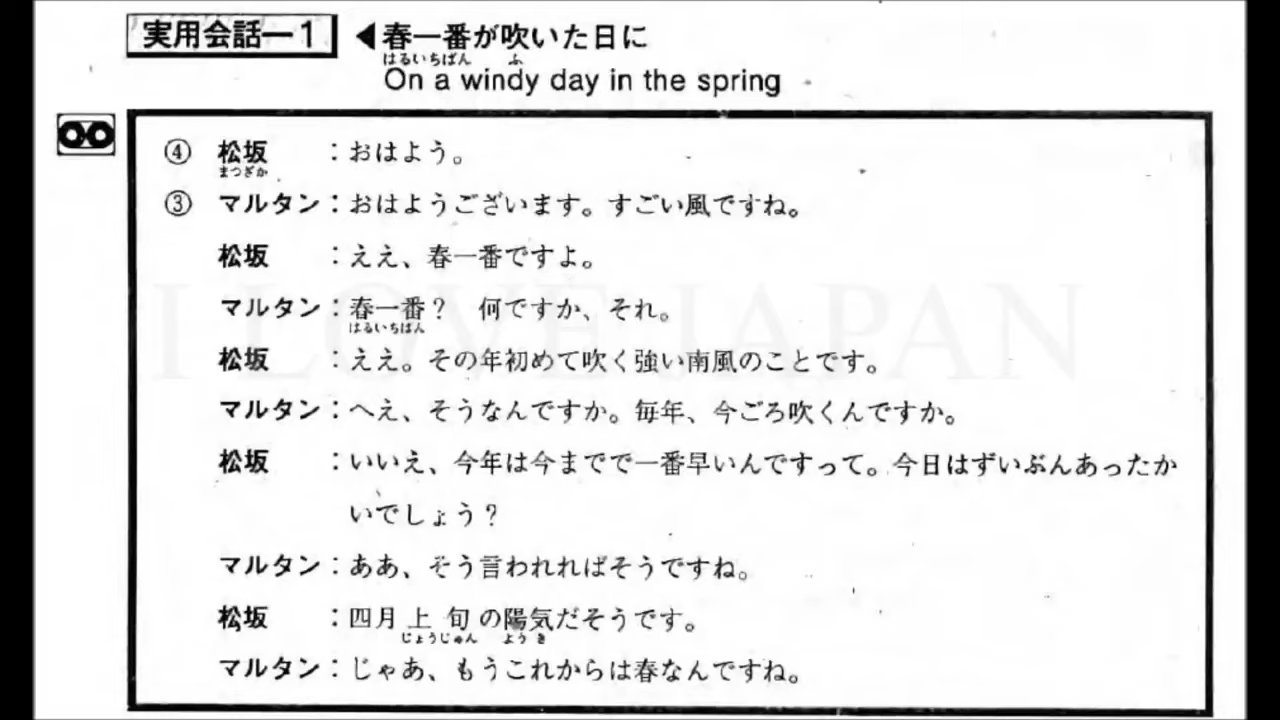 実用会話ー1 ◀春一番が吹いた日に
はるいちばん ふ
On a windy day in the spring
④ 松坂 : おはよう。
まつざか
③ マルタン : おはようございます。すごい風ですね。
松坂 : ええ、春一番ですよ。
マルタン : 春一番? 何ですか、それ。
はるいちばん
松坂 : ええ。その年初めて吹く強い南風のことです。
マルタン : へえ、そうなんですか。毎年、今ごろ吹くんですか。
松坂 : いいえ、今年は今までで一番早いんですって。今日はずいぶんあったか
いでしょう?
マルタン : ああ、そう言われればそうですね。
松坂 : 四月上旬の陽気だそうです。
じょうじゅん ようき
マルタン : じゃあ、もうこれからは春なんですね。
I LOVE JAPAN